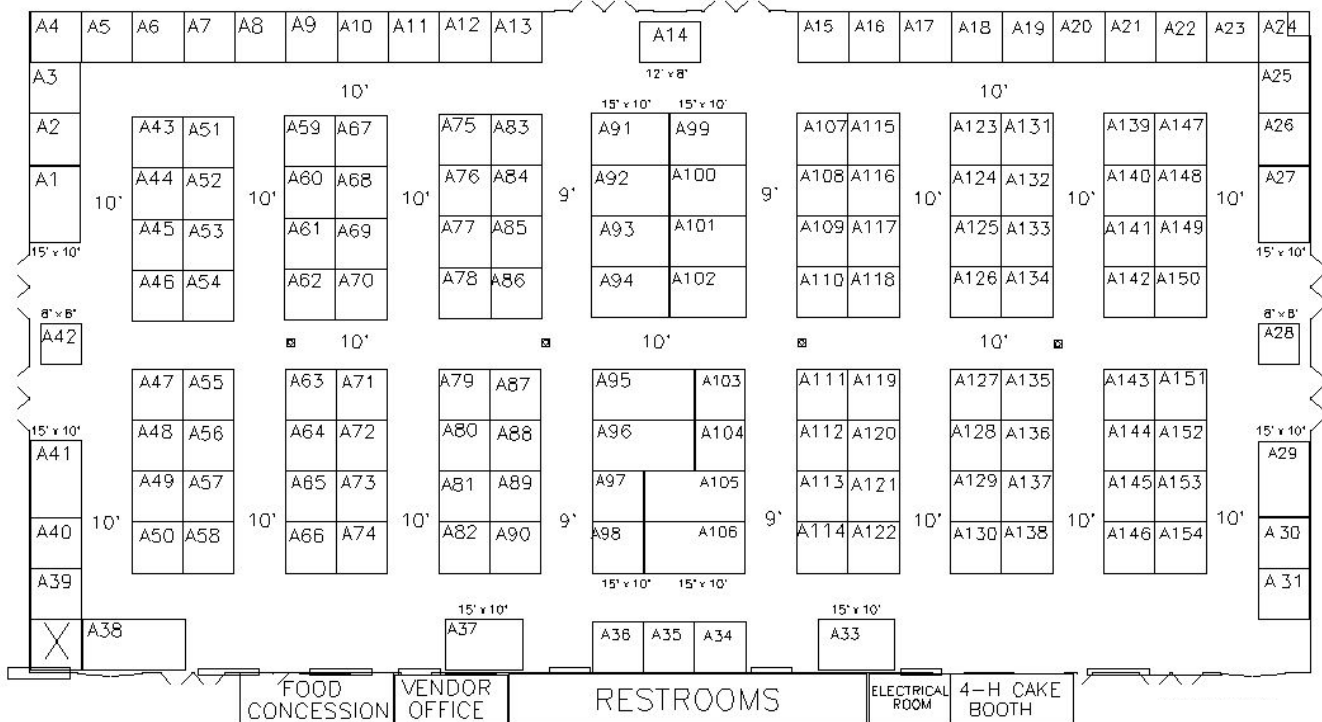 A4 A5 A6 A7 A8 A9 A10 A11 A12 A13 A14 A15 A16 A17 A18 A19 A20 A21 A22 A23 A24
12' x 8'
A3 A25
10' 10'
15' x 10' 15' x 10'
A2 A43 A51 A59 A67 A75 A83 A91 A99 A107 A115 A123 A131 A139 A147 A26
A1 A44 A52 A60 A68 A76 A84 A92 A100 A108 A116 A124 A132 A140 A148 A27
10' 10' 10' 9' 9' 10' 10' 10'
A45 A53 A61 A69 A77 A85 A93 A101 A109 A117 A125 A133 A141 A149
15' x 10' 15' x 10'
A46 A54 A62 A70 A78 A86 A94 A102 A110 A118 A126 A134 A142 A150
8' x 8' 8' x 8'
A42 10' 10' 10' A28
A47 A55 A63 A71 A79 A87 A95 A103 A111 A119 A127 A135 A143 A151
15' x 10' 15' x 10'
A48 A56 A64 A72 A80 A88 A96 A104 A112 A120 A128 A136 A144 A152
A41 A29
A49 A57 A65 A73 A81 A89 A97 A105 A113 A121 A129 A137 A145 A153
10' 10' 10' 9' 9' 10' 10' 10'
A40 A50 A58 A66 A74 A82 A90 A98 A106 A114 A122 A130 A138 A146 A154 A 30
A39 15' x 10' 15' x 10' A 31
15' x 10' 15' x 10'
X A38 A37 A36 A35 A34 A33
FOOD
CONCESSION
VENDOR
OFFICE
RESTROOMS
ELECTRICAL
ROOM
4-H CAKE
BOOTH